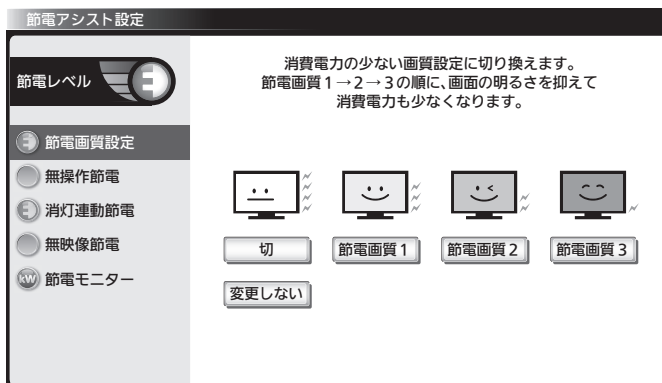 節電アシスト設定
節電レベル
消費電力の少ない画質設定に切り換えます。
節電画質1→2→3の順に、画面の明るさを抑えて
消費電力も少なくなります。
節電画質設定
無操作節電
消灯連動節電
無映像節電
kW 節電モニター
切
節電画質1
節電画質2
節電画質3
変更しない